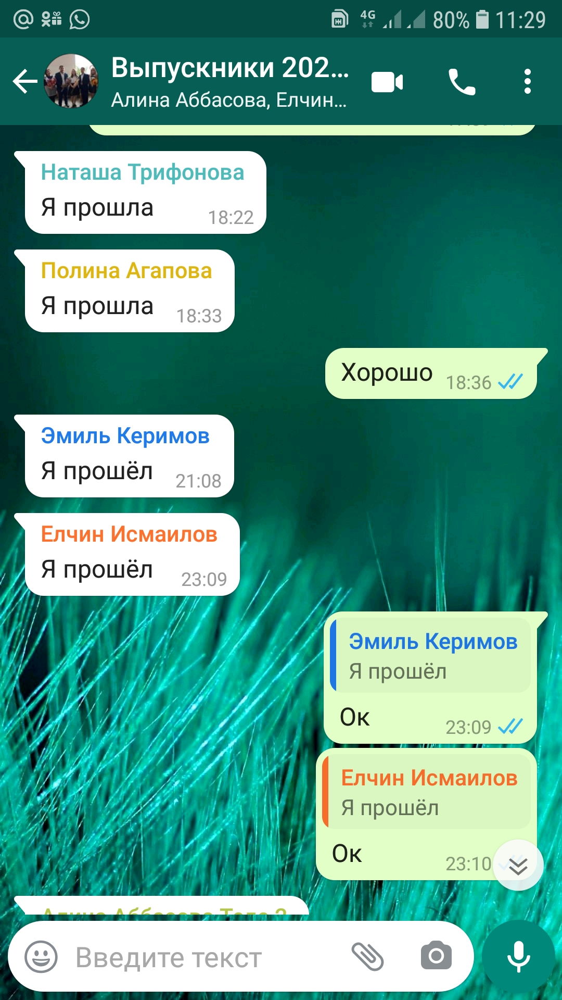 4G 80% 11:29
Выпускники 202...
Алина Аббасова, Елчин...
Наташа Трифонова
Я прошла 18:22
Полина Агапова
Я прошла 18:33
Хорошо 18:36
Эмиль Керимов
Я прошёл 21:08
Елчин Исмаилов
Я прошёл 23:09
Эмиль Керимов
Я прошёл
Ок 23:09
Елчин Исмаилов
Я прошёл
Ок 23:10
Алина Аббасова
Введите текст